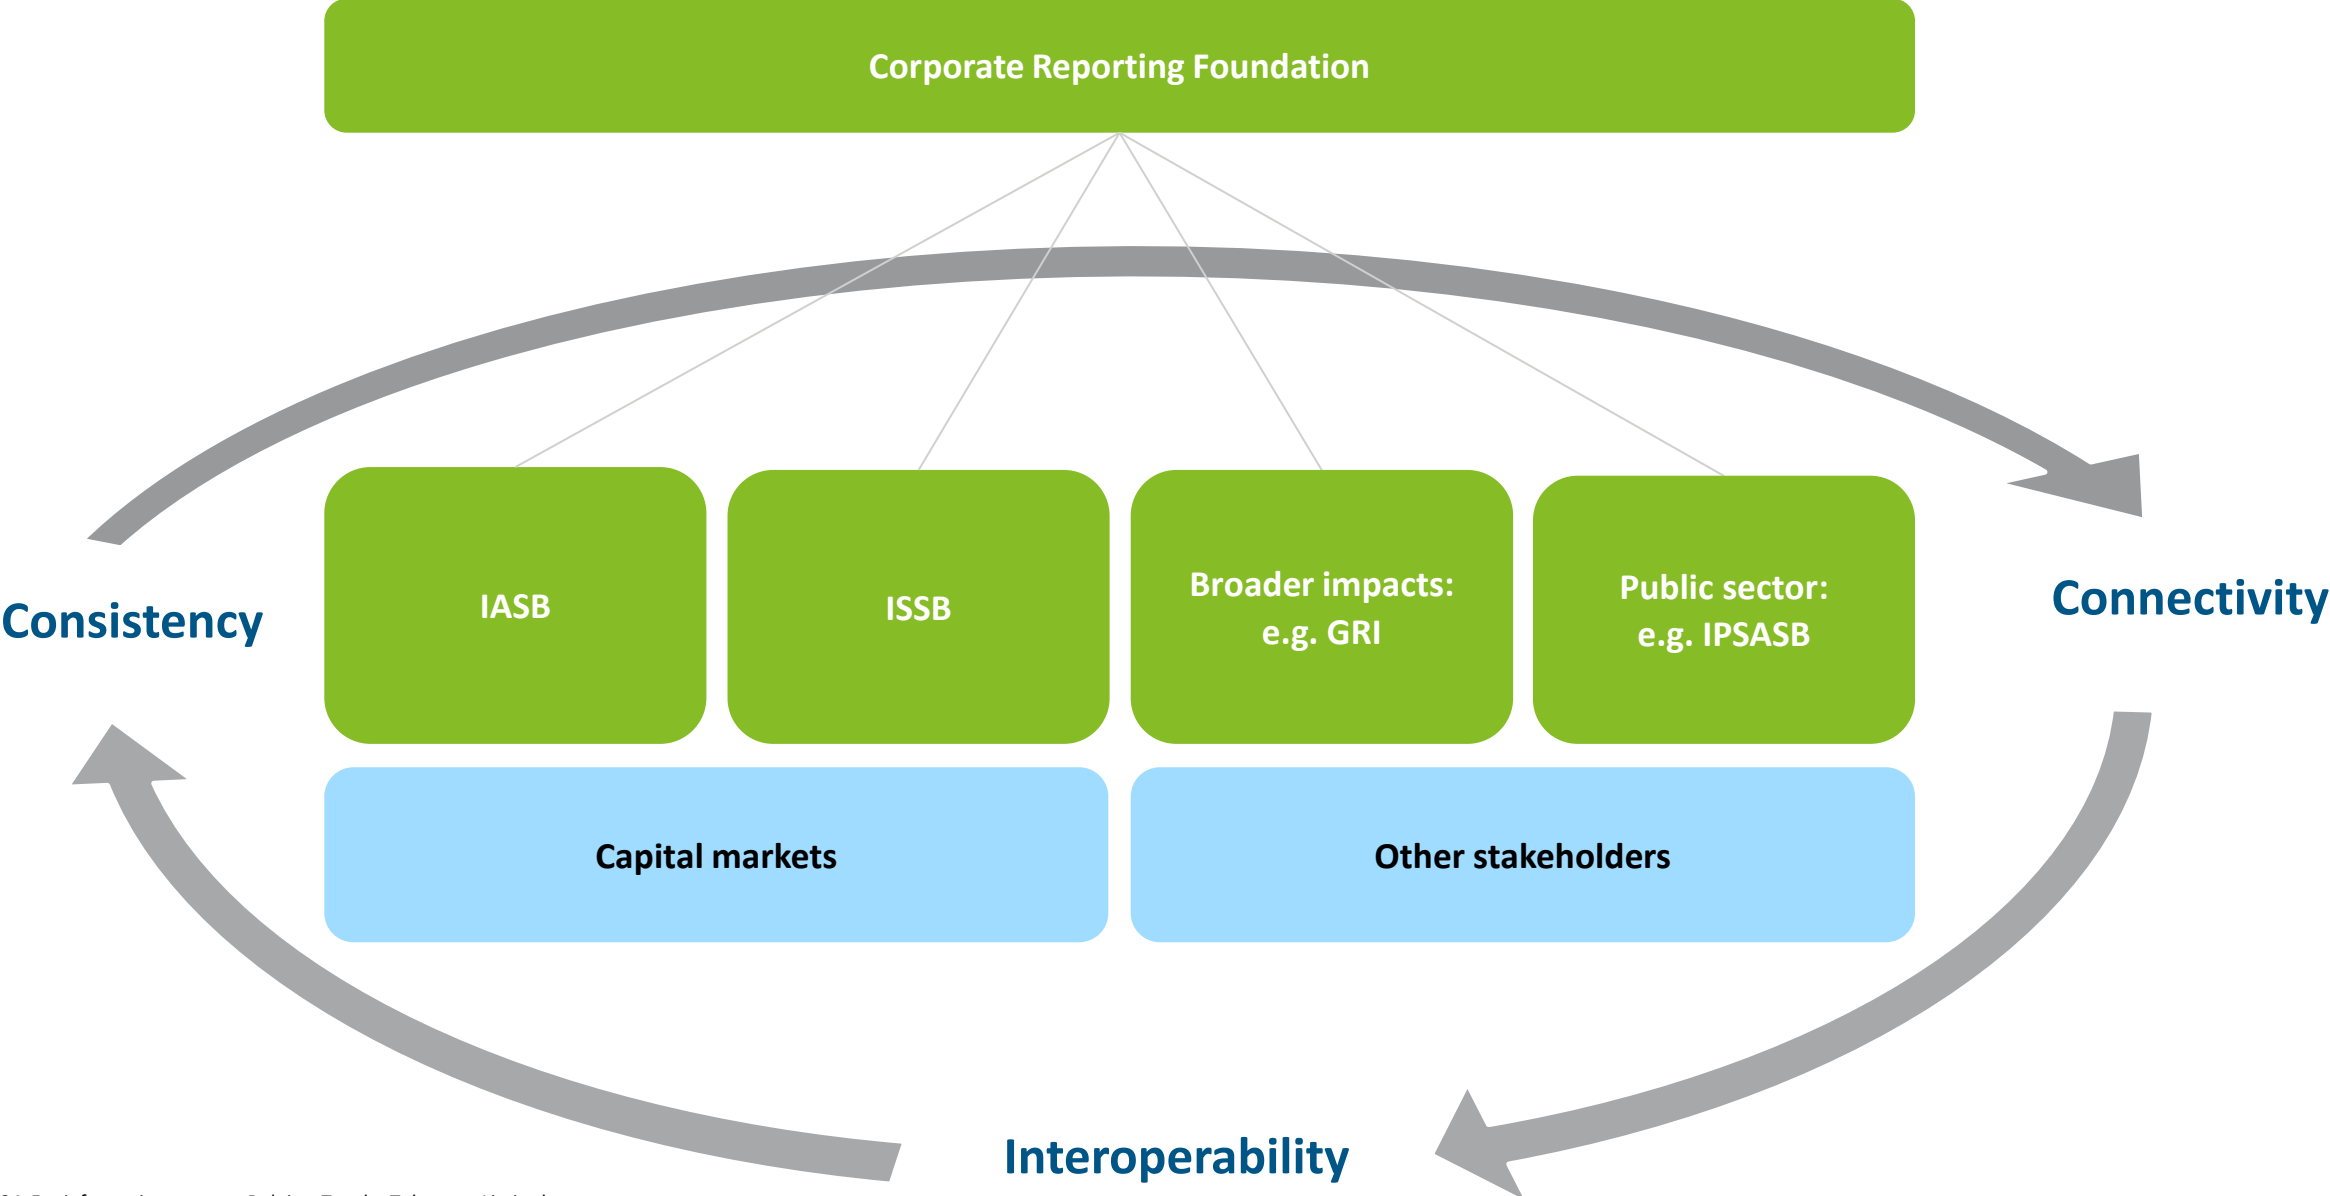 Corporate Reporting Foundation
IASB
ISSB
Broader impacts:
e.g. GRI
Public sector:
e.g. IPSASB
Consistency
Connectivity
Capital markets
Other stakeholders
Interoperability